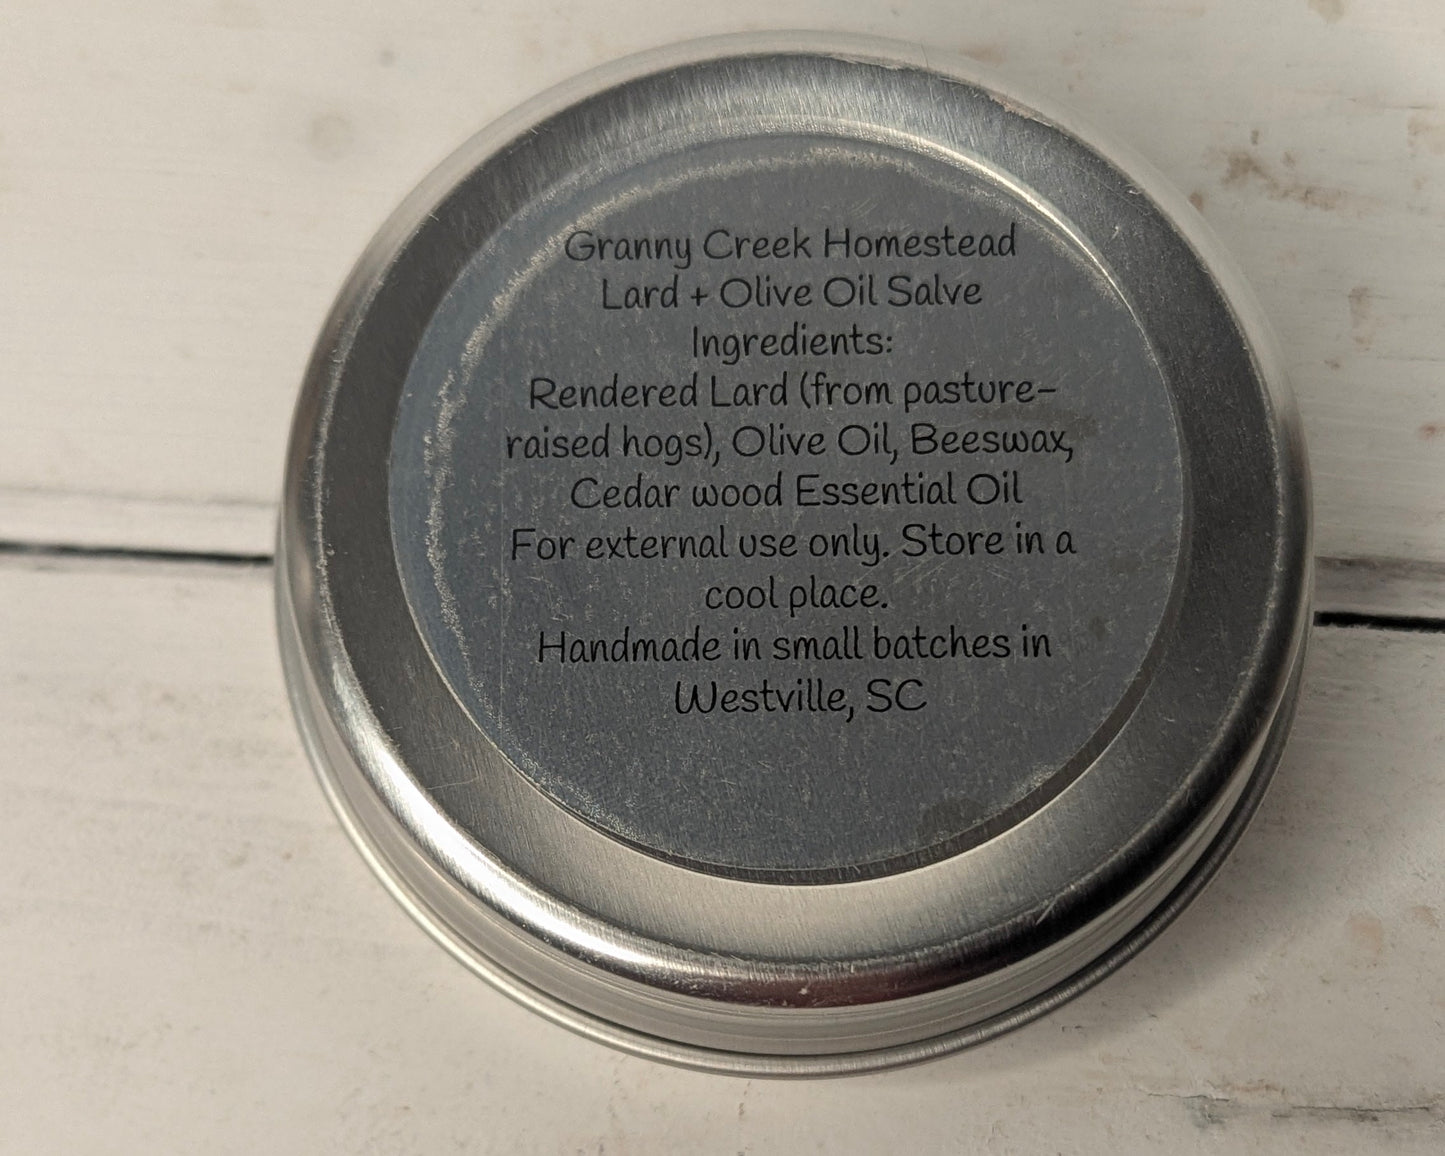 Granny Creek Homestead
Lard + Olive Oil Salve
Ingredients:
Rendered Lard (from pasture-
raised hogs), Olive Oil, Beeswax,
Cedar wood Essential Oil
For external use only. Store in a
cool place.
Handmade in small batches in
Westville, SC